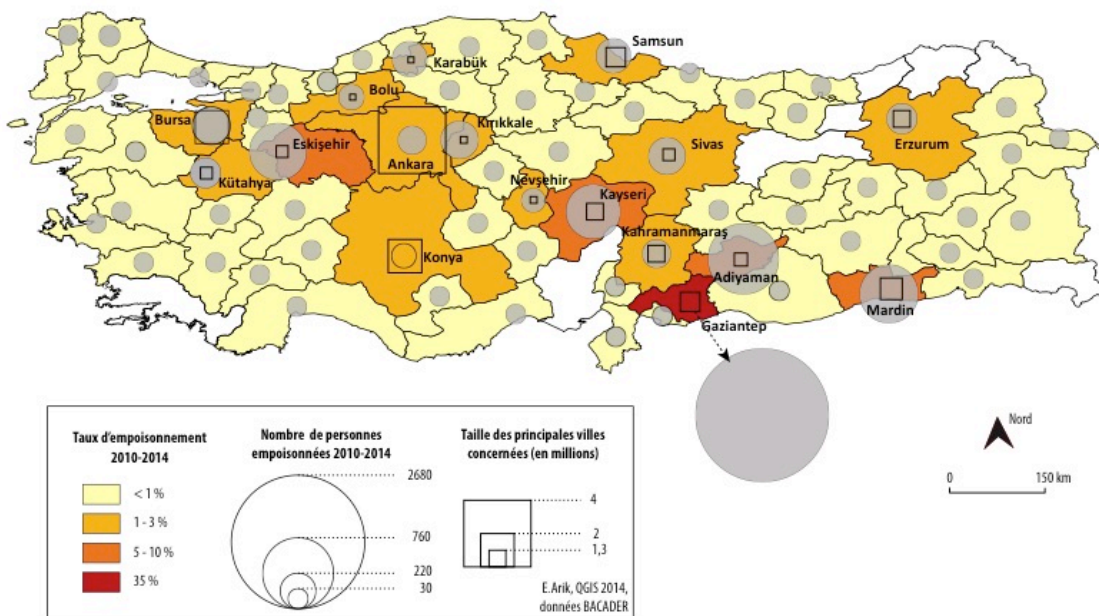 Samsun
Karabük
Bolu
Bursa
Kırıkkale
Eskişehir
Ankara
Sivas
Erzurum
Kütahya
Nevşehir
Kayseri
Kahramanmaraş
Konya
Adiyaman
Mardin
Gaziantep
Taux d'empoisonnement
2010-2014
< 1 %
1 - 3 %
5 - 10 %
35 %
Nombre de personnes
empoisonnées 2010-2014
2680
760
220
30
Taille des principales villes
concernées (en millions)
4
2
1,3
E.Arik, QGIS 2014,
données BACADER
Nord
0 150 km